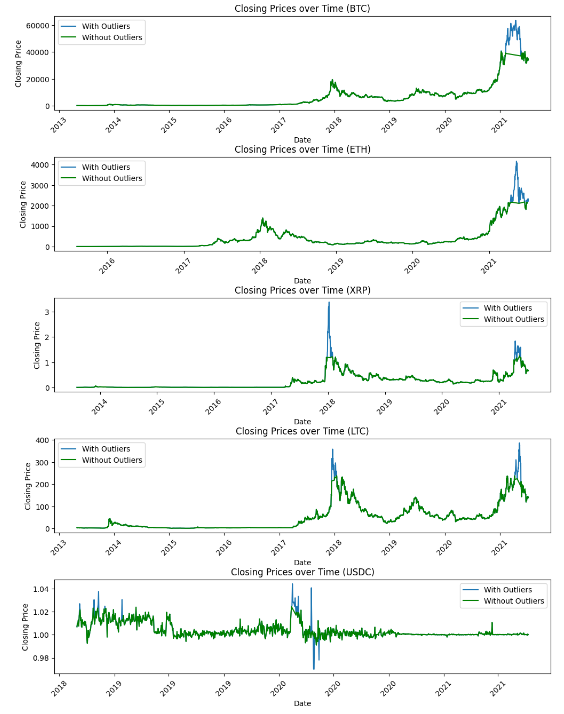 Closing Prices over Time (BTC)
60000
40000
20000
0
Closing Price
With Outliers
Without Outliers
2013 2014 2015 2016 2017 2018 2019 2020 2021
Date
Closing Prices over Time (ETH)
4000
3000
2000
1000
0
Closing Price
With Outliers
Without Outliers
2016 2017 2018 2019 2020 2021
Date
Closing Prices over Time (XRP)
3
2
1
0
Closing Price
With Outliers
Without Outliers
2014 2015 2016 2017 2018 2019 2020 2021
Date
Closing Prices over Time (LTC)
400
300
200
100
0
Closing Price
With Outliers
Without Outliers
2013 2014 2015 2016 2017 2018 2019 2020 2021
Date
Closing Prices over Time (USDC)
1.04
1.02
1.00
0.98
Closing Price
With Outliers
Without Outliers
2018 2019 2019 2019 2020 2020 2020 2021 2021
Date